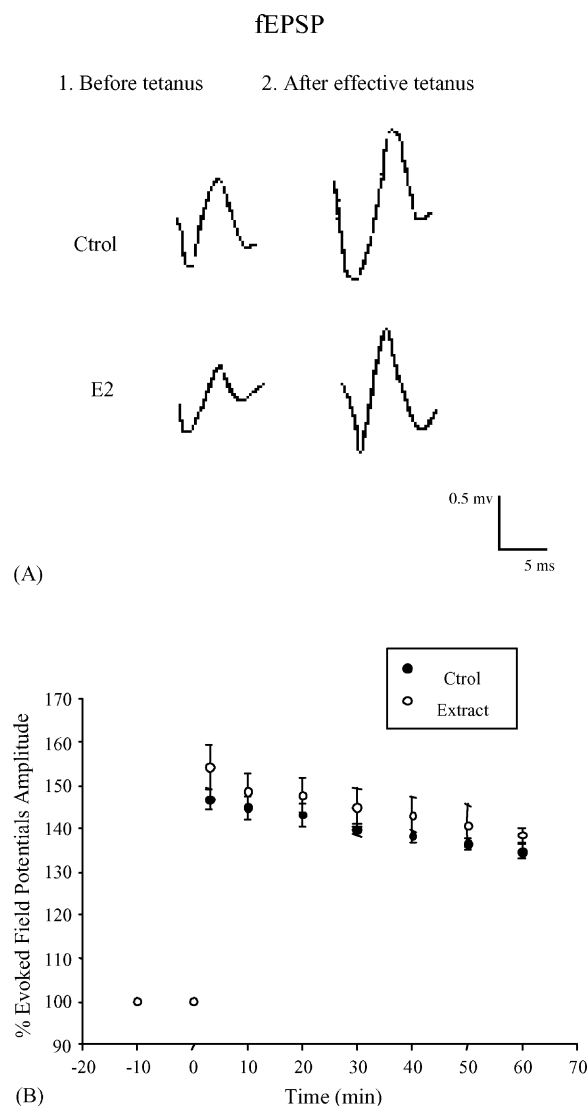 fEPSP
1. Before tetanus 2. After effective tetanus
Ctrol
E2
0.5 mv
5 ms
(A)
Ctrol
Extract
% Evoked Field Potentials Amplitude
170
160
150
140
130
120
110
100
90
-20 -10 0 10 20 30 40 50 60 70
Time (min)
(B)